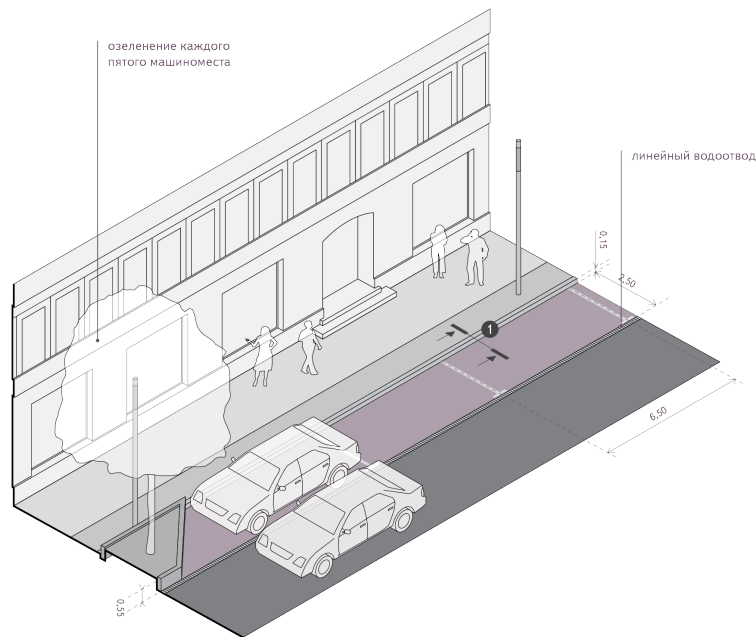 озеленение каждого
пятого машиноместа
линейный водоотвод
0,15
2,50
1
6,50
0,55